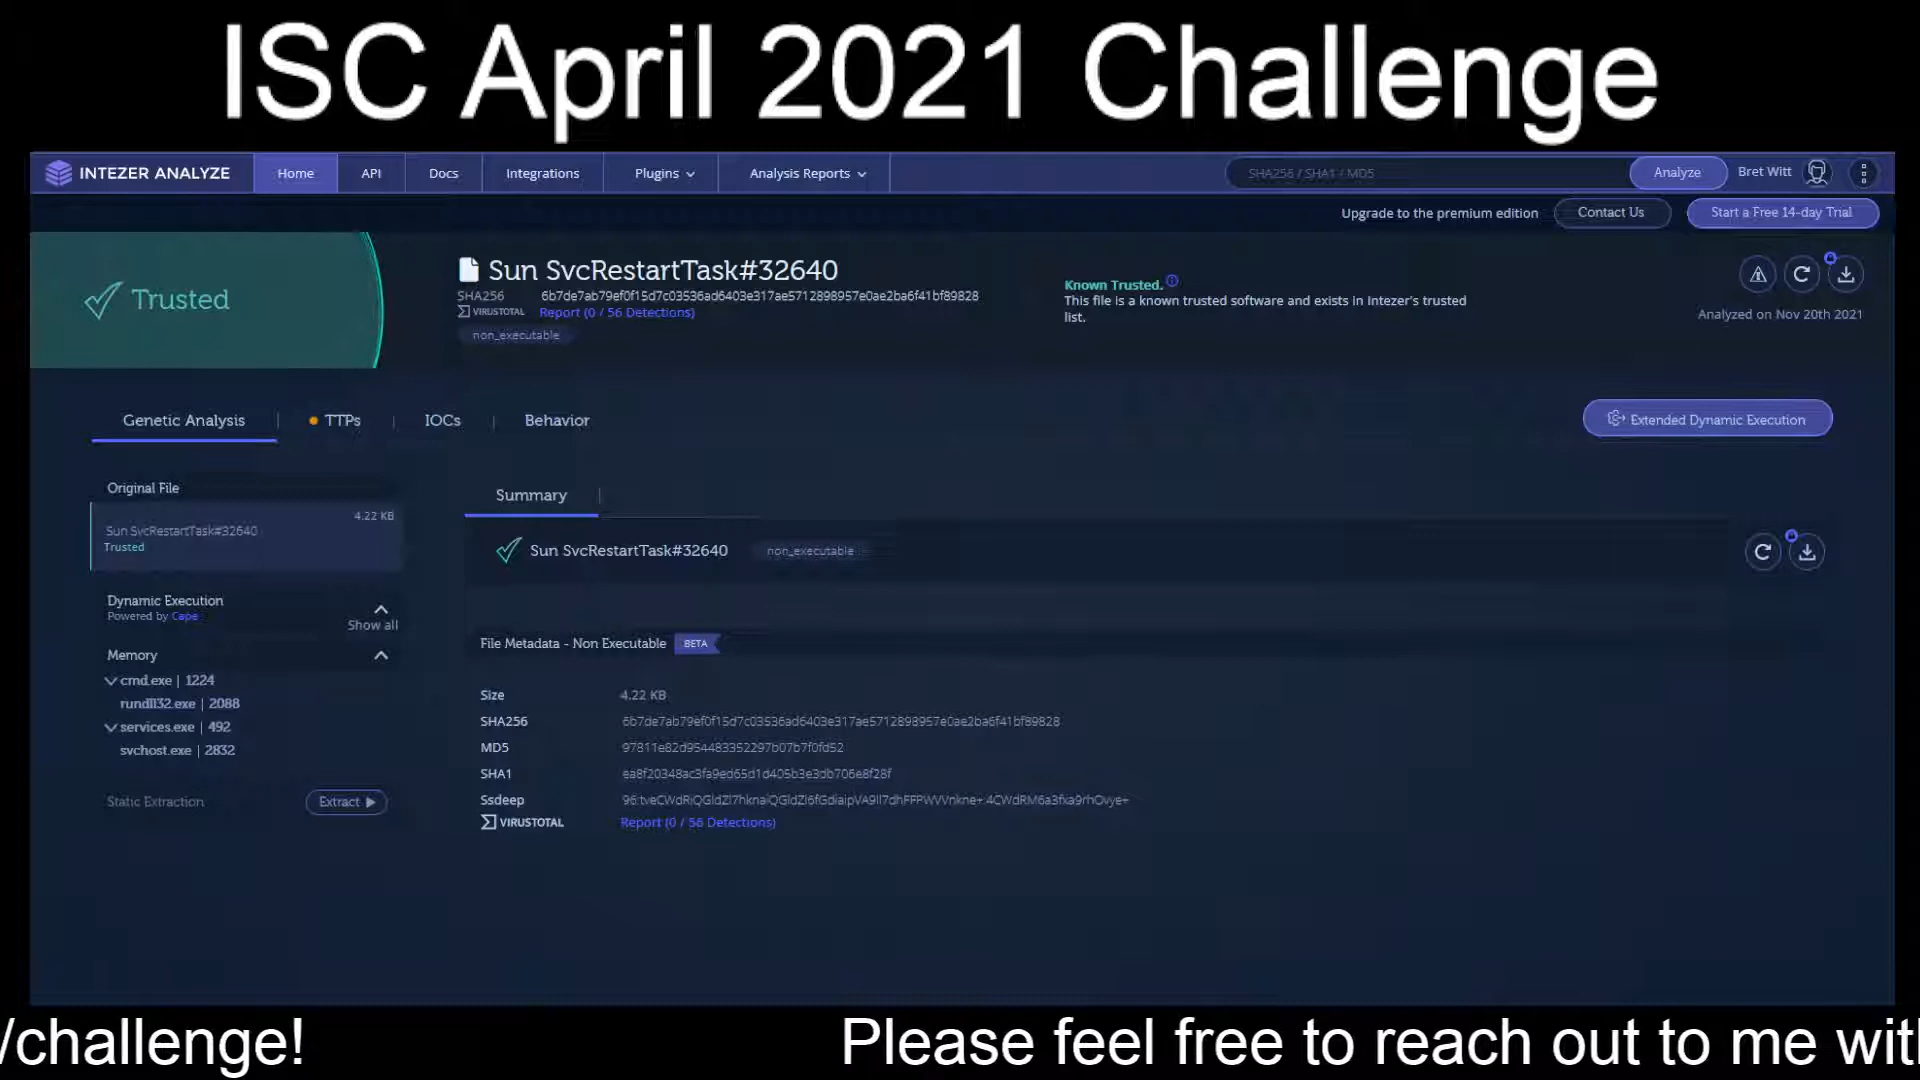 ISC April 2021 Challenge
INTEZER ANALYZE Home API Docs Integrations Plugins Analysis Reports SHA256 / SHA1 / MD5 Analyze Bret Witt
Upgrade to the premium edition Contact Us Start a Free 14-day Trial
Trusted
Sun SvcRestartTask#32640
SHA256 6b7de7ab79ef0f15d7c03536ad6403e317ae5712898957e0ae2ba6f41bf89828
VIRUSTOTAL Report (0 / 56 Detections)
non_executable
Known Trusted.
This file is a known trusted software and exists in Intezer's trusted
list.
Analyzed on Nov 20th 2021
Genetic Analysis TTPs IOCs Behavior
Extended Dynamic Execution
Original File
4.22 KB
Sun SvcRestartTask#32640
Trusted
Dynamic Execution
Powered by Cape
Show all
Memory
cmd.exe | 1224
rundll32.exe | 2088
services.exe | 492
svchost.exe | 2832
Static Extraction Extract
Summary
Sun SvcRestartTask#32640 non_executable
File Metadata - Non Executable BETA
Size 4.22 KB
SHA256 6b7de7ab79ef0f15d7c03536ad6403e317ae5712898957e0ae2ba6f41bf89828
MD5 97811e82d954483352297b07b7f0fd52
SHA1 ea8f20348ac3fa9ed65d1d405b3e3db706e8f28f
Ssdeep
VIRUSTOTAL Report (0 / 56 Detections)
/challenge! Please feel free to reach out to me wit